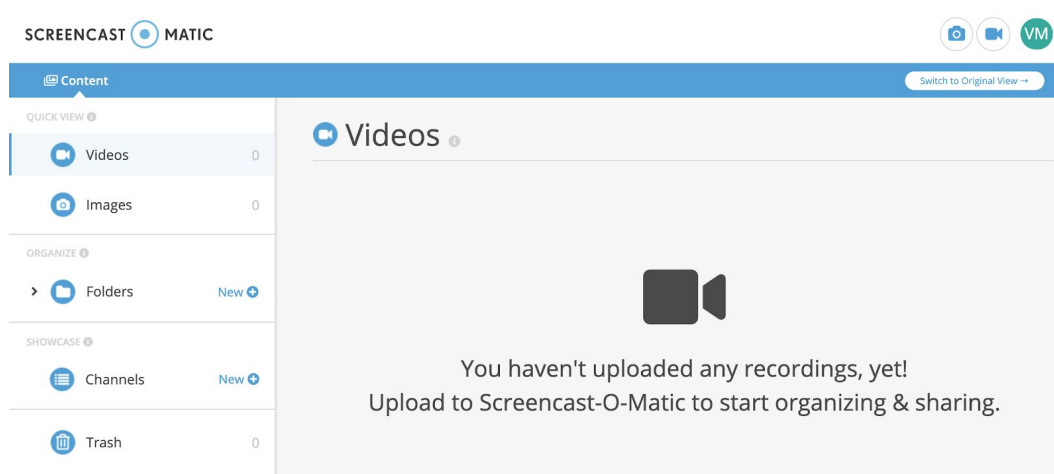 SCREENCAST MATIC
VM
Content
Switch to Original View →
QUICK VIEW
Videos 0
Images 0
ORGANIZE
Folders New
SHOWCASE
Channels New
Trash 0
Videos
You haven't uploaded any recordings, yet!
Upload to Screencast-O-Matic to start organizing & sharing.